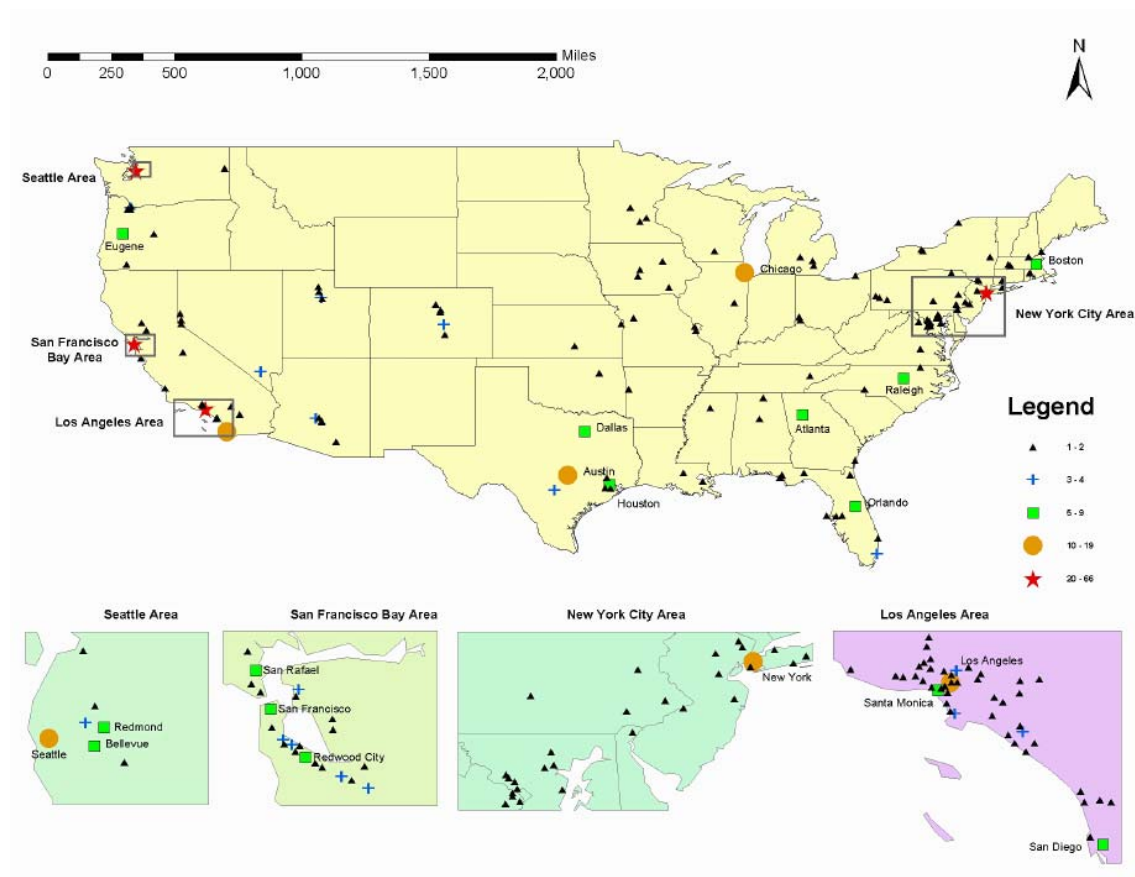 Miles
0 250 500 1,000 1,500 2,000
N
Seattle Area
Eugene
Chicago
Boston
San Francisco
Bay Area
New York City Area
Raleigh
Los Angeles Area
Atlanta
Dallas
Austin
Houston
Orlando
Legend
1 - 2
3 - 4
5 - 9
10 - 19
20 - 66
Seattle Area
San Francisco Bay Area
New York City Area
Los Angeles Area
Redmond
Bellevue
Seattle
San Rafael
San Francisco
Redwood City
New York
Los Angeles
Santa Monica
San Diego